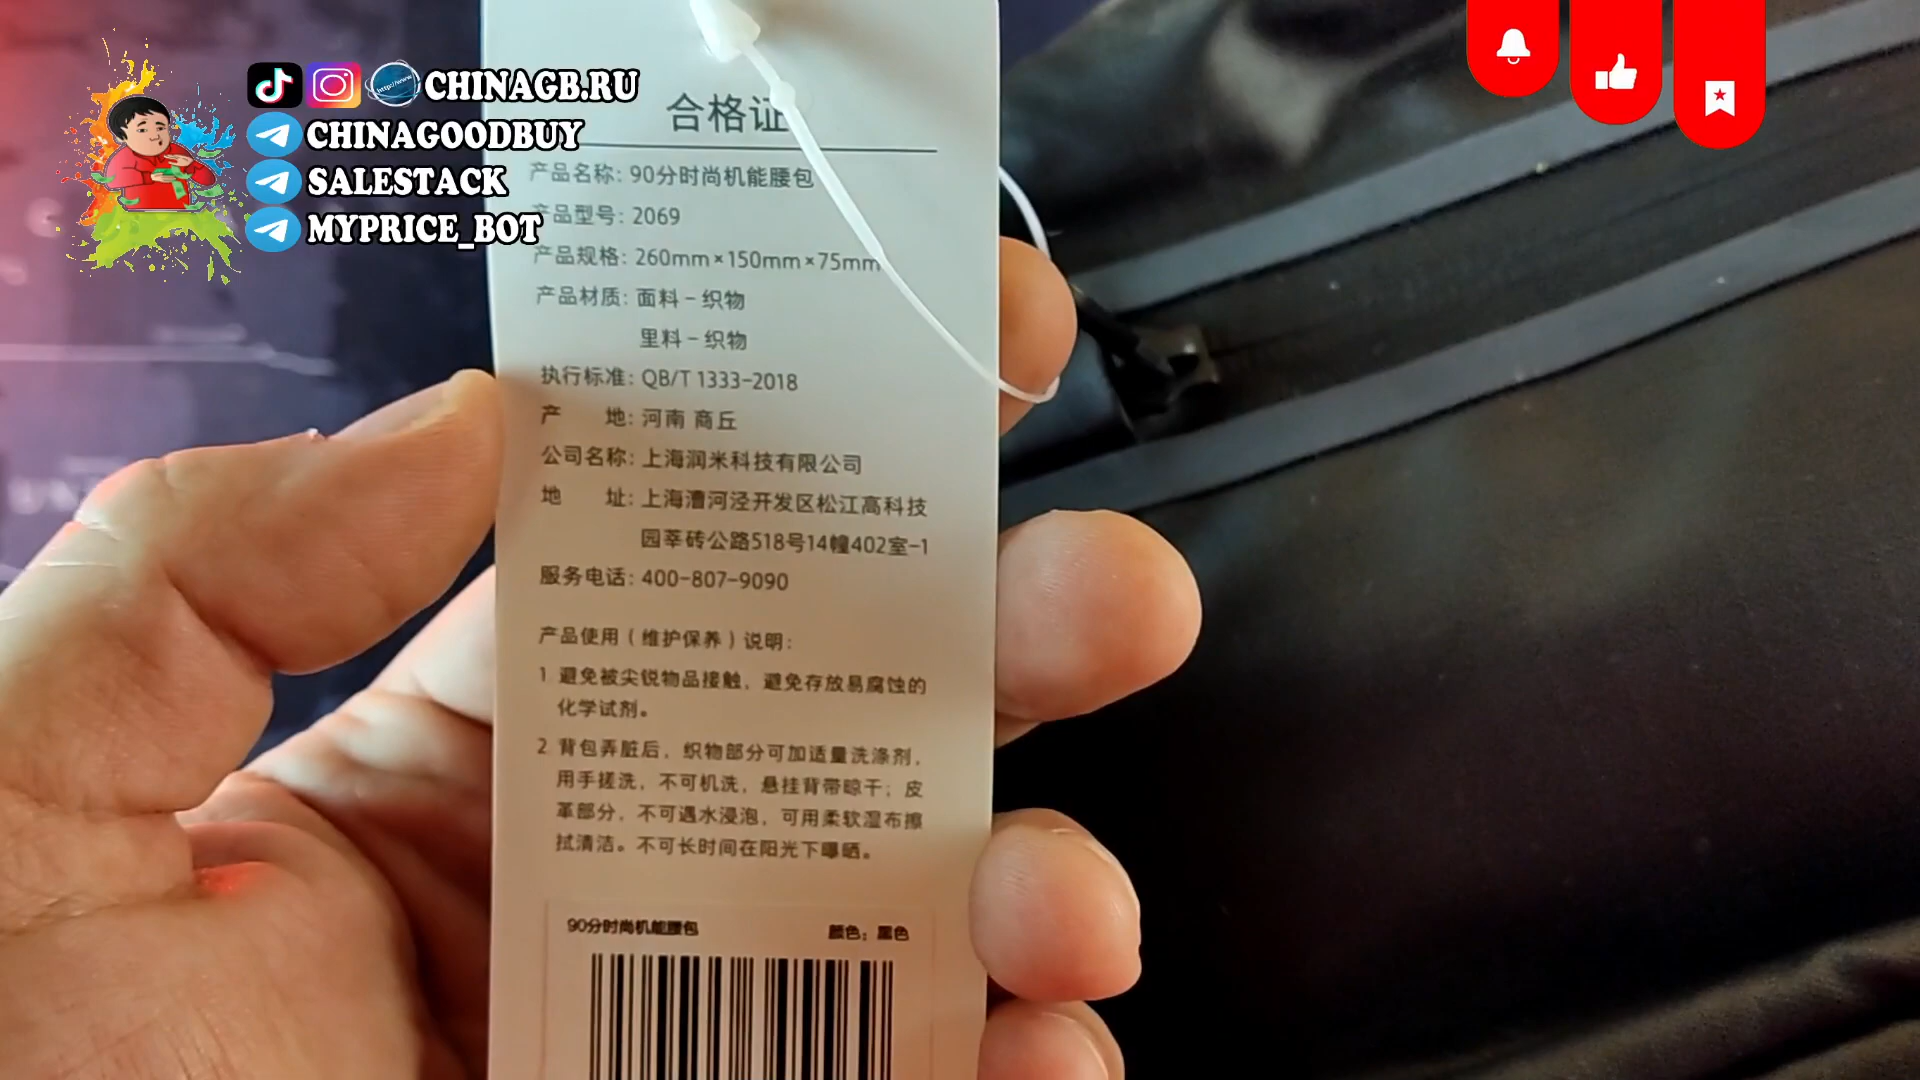 CHINAGB.RU
CHINAGOODBUY
SALESTACK
MYPRICE_BOT
合格证
产品名称: 90分时尚机能腰包
产品型号: 2069
产品规格: 260mm×150mm×75mm
产品材质: 面料-织物
里料-织物
执行标准: QB/T 1333-2018
产 地: 河南 商丘
公司名称: 上海润米科技有限公司
地 址: 上海漕河泾开发区松江高科技
园莘砖公路518号14幢402室-1
服务电话: 400-807-9090
产品使用（维护保养）说明:
1 避免被尖锐物品接触，避免存放易腐蚀的
化学试剂。
2 背包弄脏后，织物部分可加适量洗涤剂，
用手搓洗，不可机洗，悬挂背带晾干；皮
革部分，不可遇水浸泡，可用柔软湿布擦
拭清洁。不可长时间在阳光下曝晒。
90分时尚机能腰包 颜色: 黑色